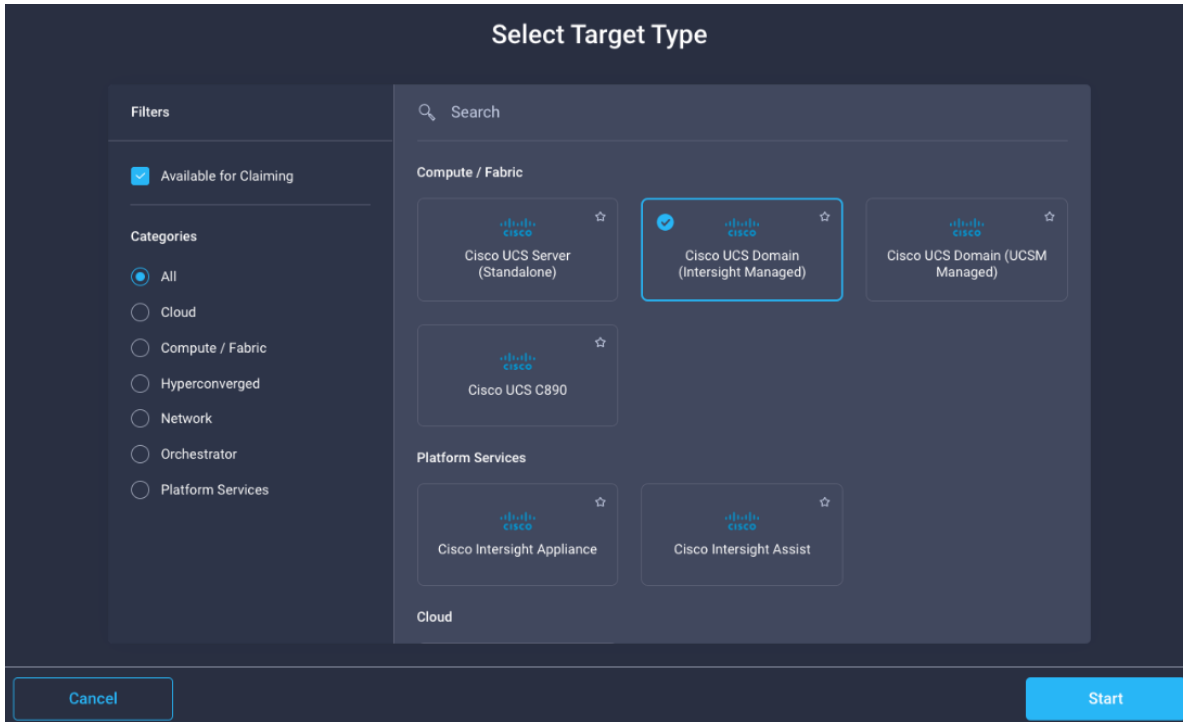 Select Target Type
Filters
Search
Available for Claiming
Compute / Fabric
Categories
All
Cloud
Compute / Fabric
Hyperconverged
Network
Orchestrator
Platform Services
CISCO
Cisco UCS Server
(Standalone)
CISCO
Cisco UCS Domain
(Intersight Managed)
CISCO
Cisco UCS Domain (UCSM
Managed)
CISCO
Cisco UCS C890
Platform Services
CISCO
Cisco Intersight Appliance
CISCO
Cisco Intersight Assist
Cloud
Cancel
Start